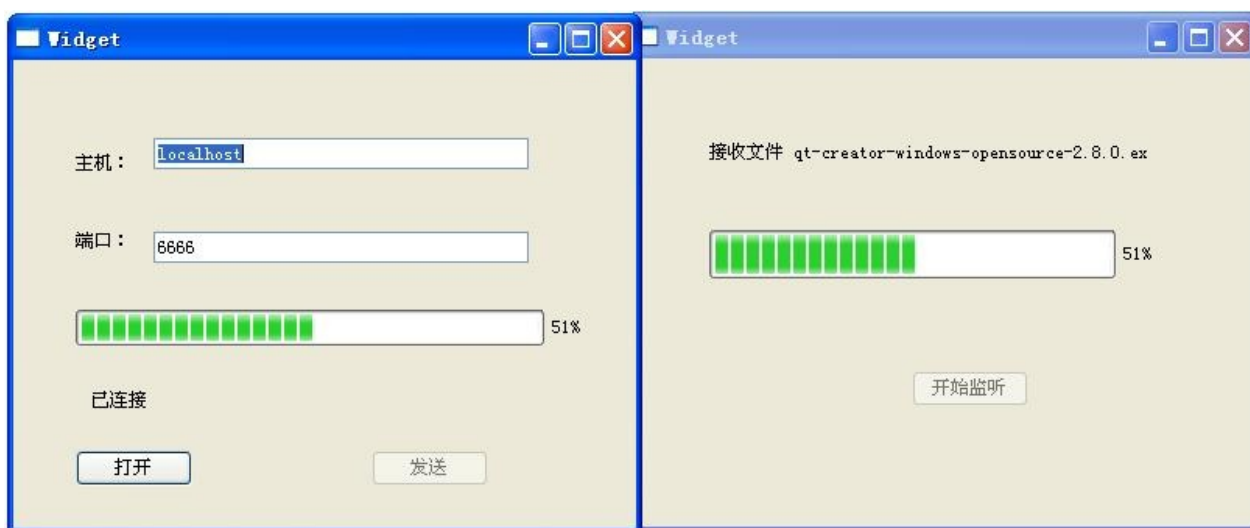 Widget
主机：
localhost
端口：
6666
51%
已连接
打开
发送
Widget
接收文件 qt-creator-windows-opensource-2.8.0.ex
51%
开始监听